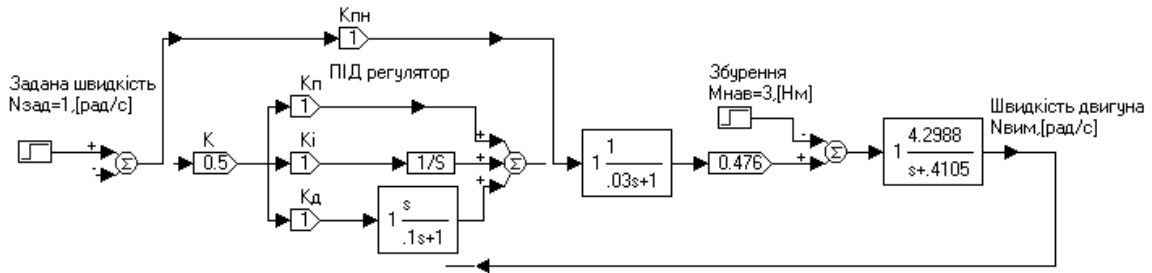 Кпн
1
Задана швидкість
Nзад=1,[рад/с]
ПІД регулятор
Збурення
Mнав=3,[Нм]
Швидкість двигуна
Nвим,[рад/с]
+
-
Σ
К
0.5
Кп
1
Кі
1
1/S
Кд
1
1
s
.1s+1
+
+
+
Σ
1
1
.03s+1
0.476
-
+
Σ
1
4.2988
s+.4105